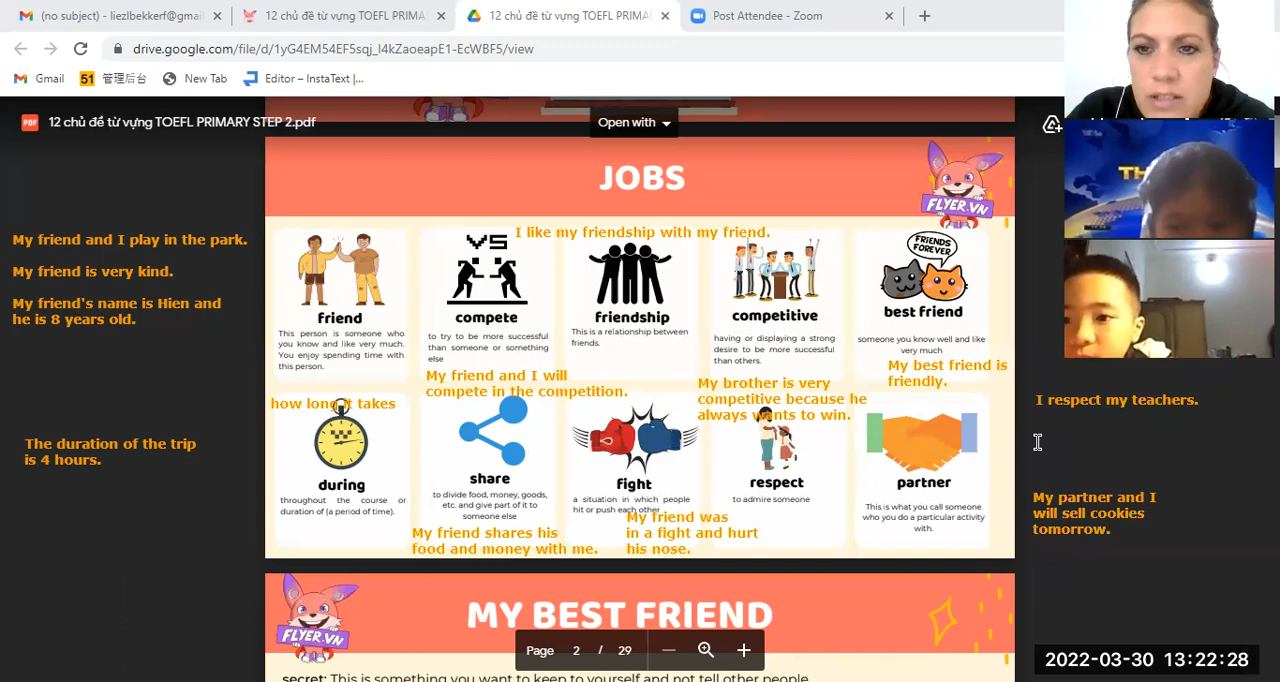 (no subject) - liezlbekkerf@gmai
12 chủ đề từ vựng TOEFL PRIMA
12 chủ đề từ vựng TOEFL PRIMA
Post Attendee - Zoom
drive.google.com/file/d/1yG4EM54EF5sqj_l4kZaoeapE1-EcWBF5/view
Gmail
51 管理后台
New Tab
Editor – InstaText |...
PDF
12 chủ đề từ vựng TOEFL PRIMARY STEP 2.pdf
Open with
JOBS
FLYER.VN
My friend and I play in the park.
My friend is very kind.
My friend's name is Hien and
he is 8 years old.
I like my friendship with my friend.
friend
This person is someone who
you know and like very much.
You enjoy spending time with
this person.
VS
compete
to try to be more successful
than someone or something
else
My friend and I will
compete in the competition.
friendship
This is a relationship between
friends.
competitive
having or displaying a strong
desire to be more successful
than others.
My brother is very
competitive because he
always wants to win.
FRIENDS
FOREVER
best friend
someone you know well and like
very much
My best friend is
friendly.
how long it takes
The duration of the trip
is 4 hours.
during
throughout the course or
duration of (a period of time).
share
to divide food, money, goods,
etc. and give part of it to
someone else
My friend shares his
food and money with me.
fight
a situation in which people
hit or push each other
My friend was
in a fight and hurt
his nose.
respect
to admire someone
I respect my teachers.
partner
This is what you call someone
who you do a particular activity
with.
My partner and I
will sell cookies
tomorrow.
MY BEST FRIEND
FLYER.VN
Page 2 / 29
secret: This is something you want to keep to yourself and not tell other people
TH
2022-03-30 13:22:28